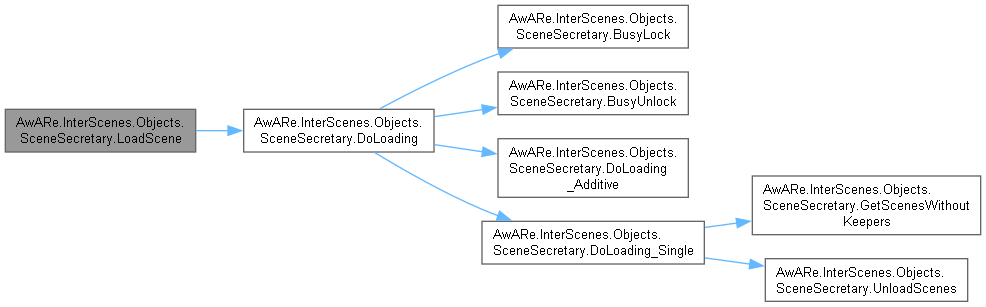 AwARe.InterScenes.Objects.
SceneSecretary.LoadScene
AwARe.InterScenes.Objects.
SceneSecretary.DoLoading
AwARe.InterScenes.Objects.
SceneSecretary.BusyLock
AwARe.InterScenes.Objects.
SceneSecretary.BusyUnlock
AwARe.InterScenes.Objects.
SceneSecretary.DoLoading
_Additive
AwARe.InterScenes.Objects.
SceneSecretary.DoLoading_Single
AwARe.InterScenes.Objects.
SceneSecretary.GetScenesWithout
Keepers
AwARe.InterScenes.Objects.
SceneSecretary.UnloadScenes